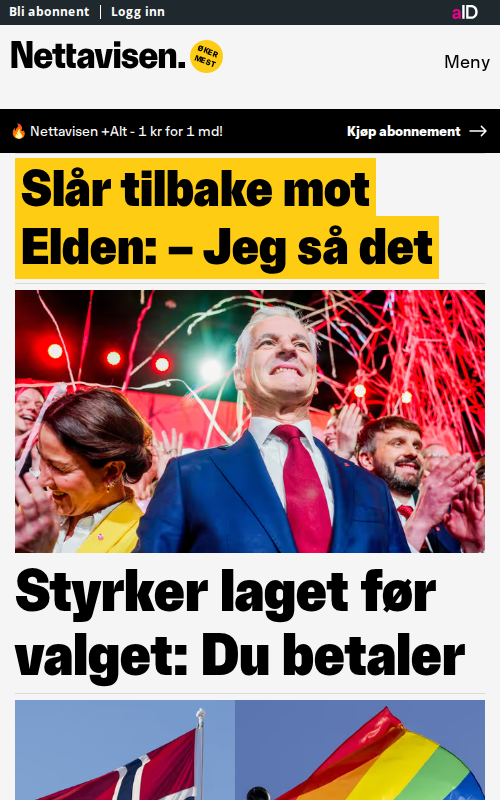 Bli abonnent
Logg inn
aID
Nettavisen.
ØKER
MEST
Meny
🔥 Nettavisen +Alt - 1 kr for 1 md!
Kjøp abonnement →
Slår tilbake mot
Elden: – Jeg så det
Styrker laget før
valget: Du betaler